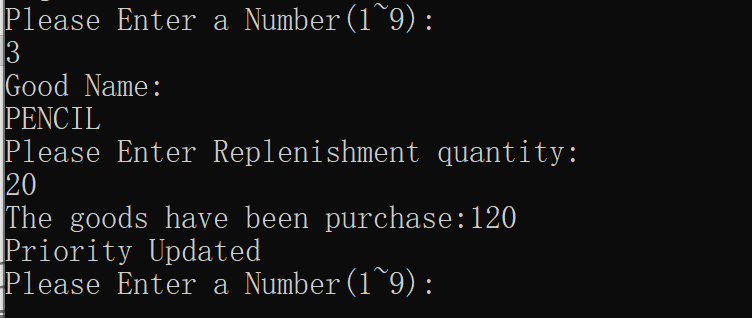 Please Enter a Number(1~9):
3
Good Name:
PENCIL
Please Enter Replenishment quantity:
20
The goods have been purchase:120
Priority Updated
Please Enter a Number(1~9):